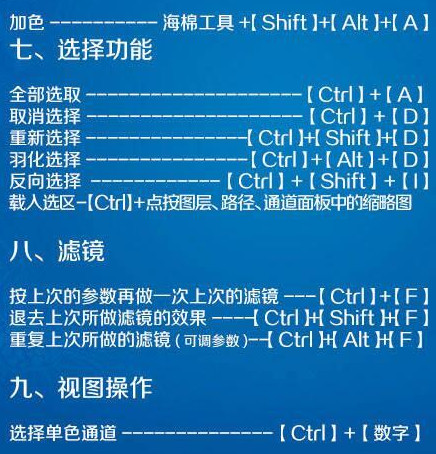 加色 ---------- 海棉工具 +【 Shift 】+【 Alt 】+【 A 】
七、选择功能
全部选取 --------------------【 Ctrl 】+【 A 】
取消选择 --------------------【 Ctrl 】+【 D 】
重新选择 ---------------【 Ctrl 】+【 Shift 】+【 D 】
羽化选择 ---------------【 Ctrl 】+【 Alt 】+【 D 】
反向选择 ------------【 Ctrl 】+【 Shift 】+【 I 】
载入选区-【Ctrl】+点按图层、路径、通道面板中的缩略图
八、滤镜
按上次的参数再做一次上次的滤镜 ---【 Ctrl 】+【 F 】
退去上次所做滤镜的效果 ----【 Ctrl 】+【 Shift 】+【 F 】
重复上次所做的滤镜 ( 可调参数 )--【 Ctrl 】+【 Alt 】+【 F 】
九、视图操作
选择单色通道 --------------【 Ctrl 】+【 数字 】